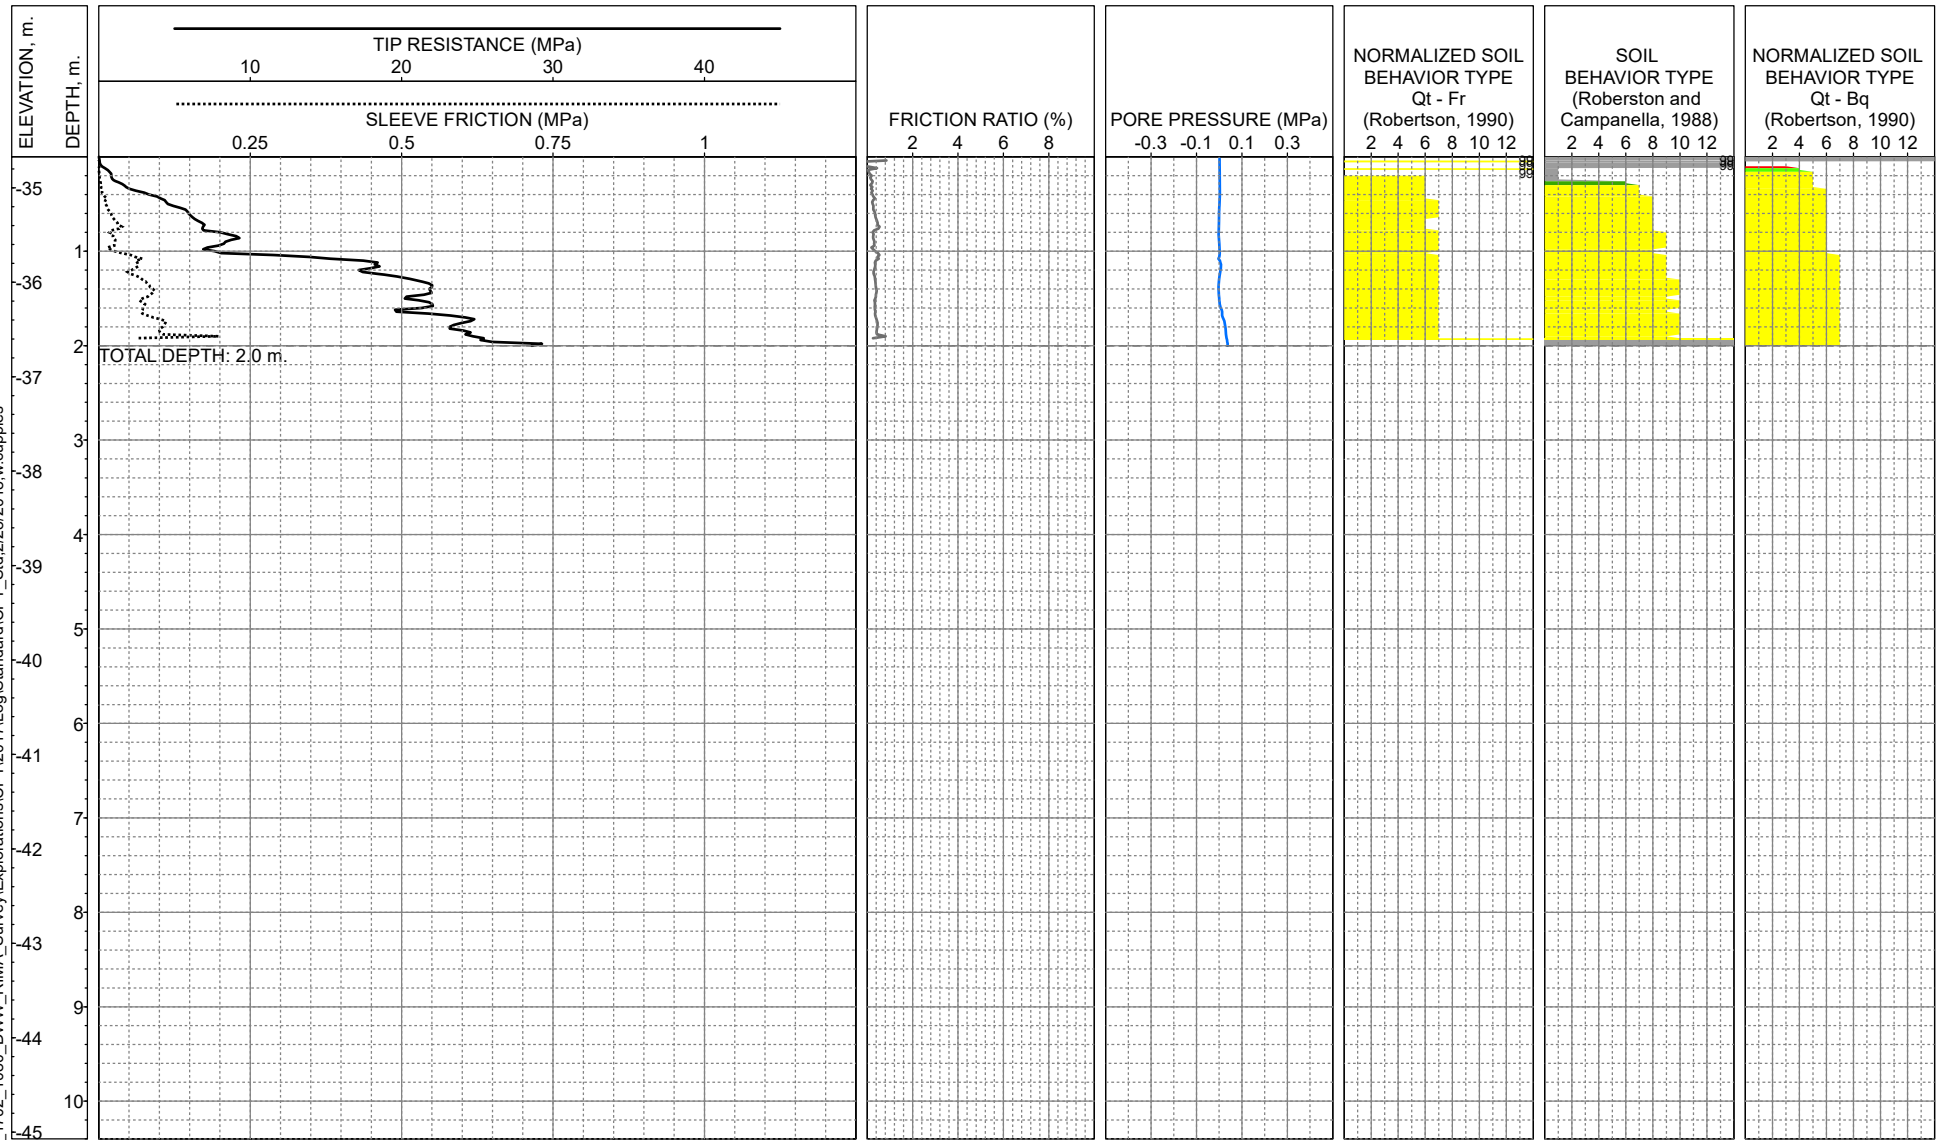 ELEVATION, m.
DEPTH, m.
TIP RESISTANCE (MPa)
10 20 30 40
SLEEVE FRICTION (MPa)
0.25 0.5 0.75 1
FRICTION RATIO (%)
2 4 6 8
PORE PRESSURE (MPa)
-0.3 -0.1 0.1 0.3
NORMALIZED SOIL
BEHAVIOR TYPE
Qt - Fr
(Robertson, 1990)
2 4 6 8 10 12
SOIL
BEHAVIOR TYPE
(Roberston and
Campanella, 1988)
2 4 6 8 10 12
NORMALIZED SOIL
BEHAVIOR TYPE
Qt - Bq
(Robertson, 1990)
2 4 6 8 10 12
99
99
-35
1
-36
2
TOTAL DEPTH: 2.0 m.
-37
3
-38
4
-39
5
-40
6
-41
7
-42
8
-43
9
-44
10
-45